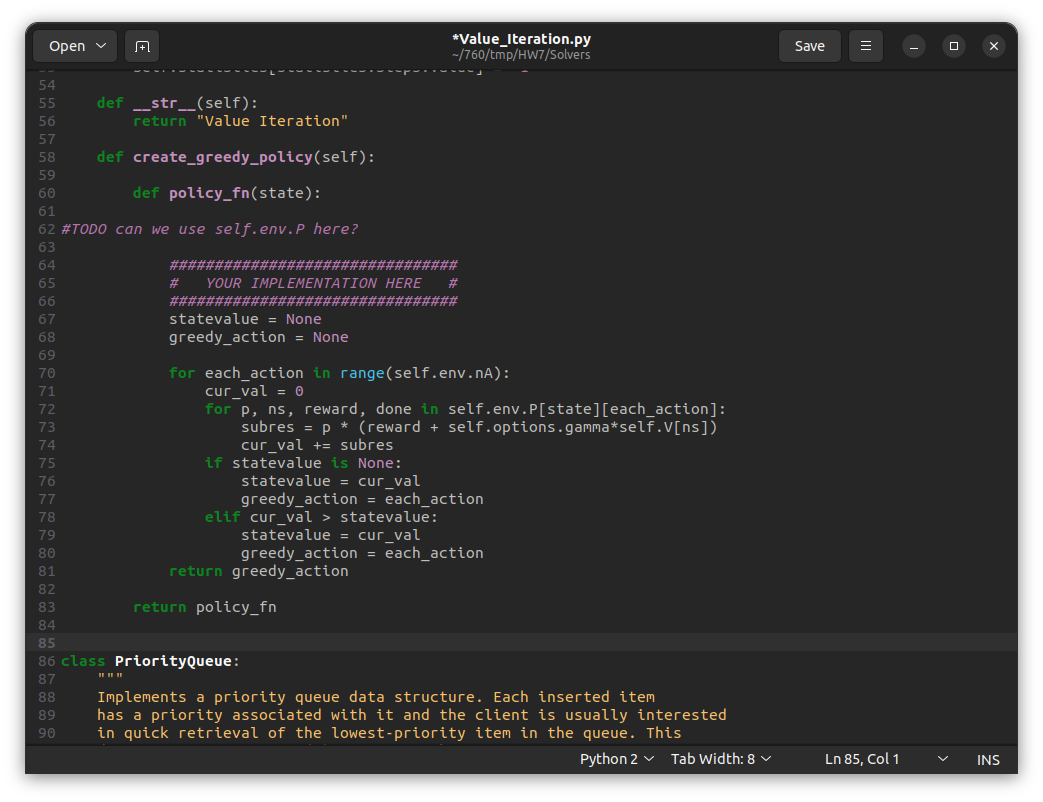 Open
*Value_Iteration.py
~/760/tmp/HW7/Solvers
Save
54
55     def __str__(self):
56         return "Value Iteration"
57
58     def create_greedy_policy(self):
59
60         def policy_fn(state):
61
62 #TODO can we use self.env.P here?
63
64             ################################
65             #   YOUR IMPLEMENTATION HERE   #
66             ################################
67             statevalue = None
68             greedy_action = None
69
70             for each_action in range(self.env.nA):
71                 cur_val = 0
72                 for p, ns, reward, done in self.env.P[state][each_action]:
73                     subres = p * (reward + self.options.gamma*self.V[ns])
74                     cur_val += subres
75                 if statevalue is None:
76                     statevalue = cur_val
77                     greedy_action = each_action
78                 elif cur_val > statevalue:
79                     statevalue = cur_val
80                     greedy_action = each_action
81             return greedy_action
82
83         return policy_fn
84
85
86 class PriorityQueue:
87     """
88     Implements a priority queue data structure. Each inserted item
89     has a priority associated with it and the client is usually interested
90     in quick retrieval of the lowest-priority item in the queue. This
Python 2
Tab Width: 8
Ln 85, Col 1
INS